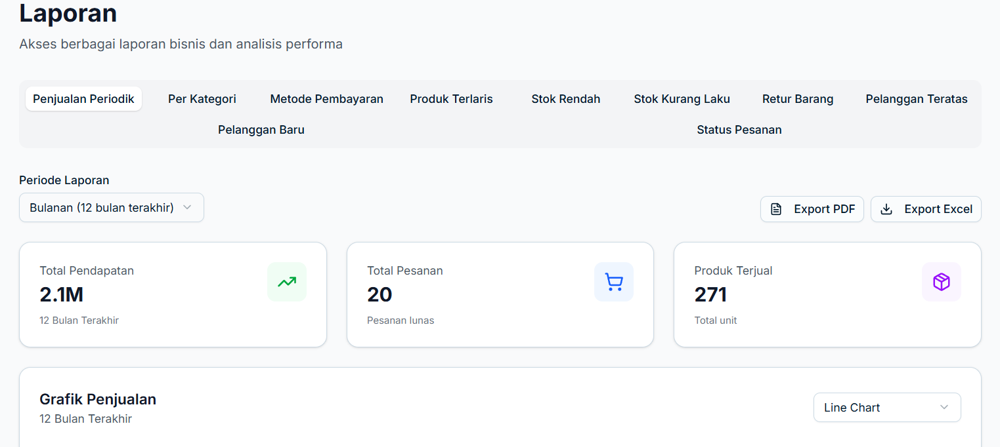 Laporan
Akses berbagai laporan bisnis dan analisis performa
Penjualan Periodik
Per Kategori
Metode Pembayaran
Produk Terlaris
Stok Rendah
Stok Kurang Laku
Retur Barang
Pelanggan Teratas
Pelanggan Baru
Status Pesanan
Periode Laporan
Bulanan (12 bulan terakhir)
Export PDF
Export Excel
Total Pendapatan
2.1M
12 Bulan Terakhir
Total Pesanan
20
Pesanan lunas
Produk Terjual
271
Total unit
Grafik Penjualan
12 Bulan Terakhir
Line Chart